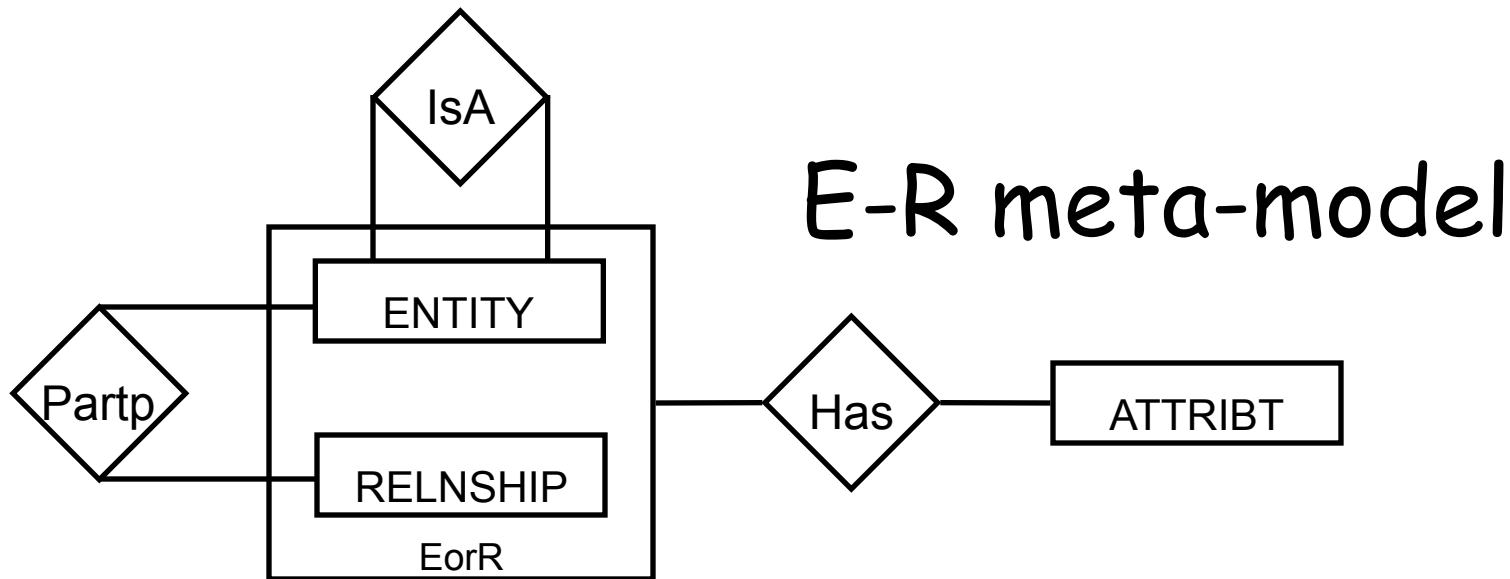 IsA
E-R meta-model
ENTITY
Partp
Has
ATTRIBT
RELNSHIP
EorR